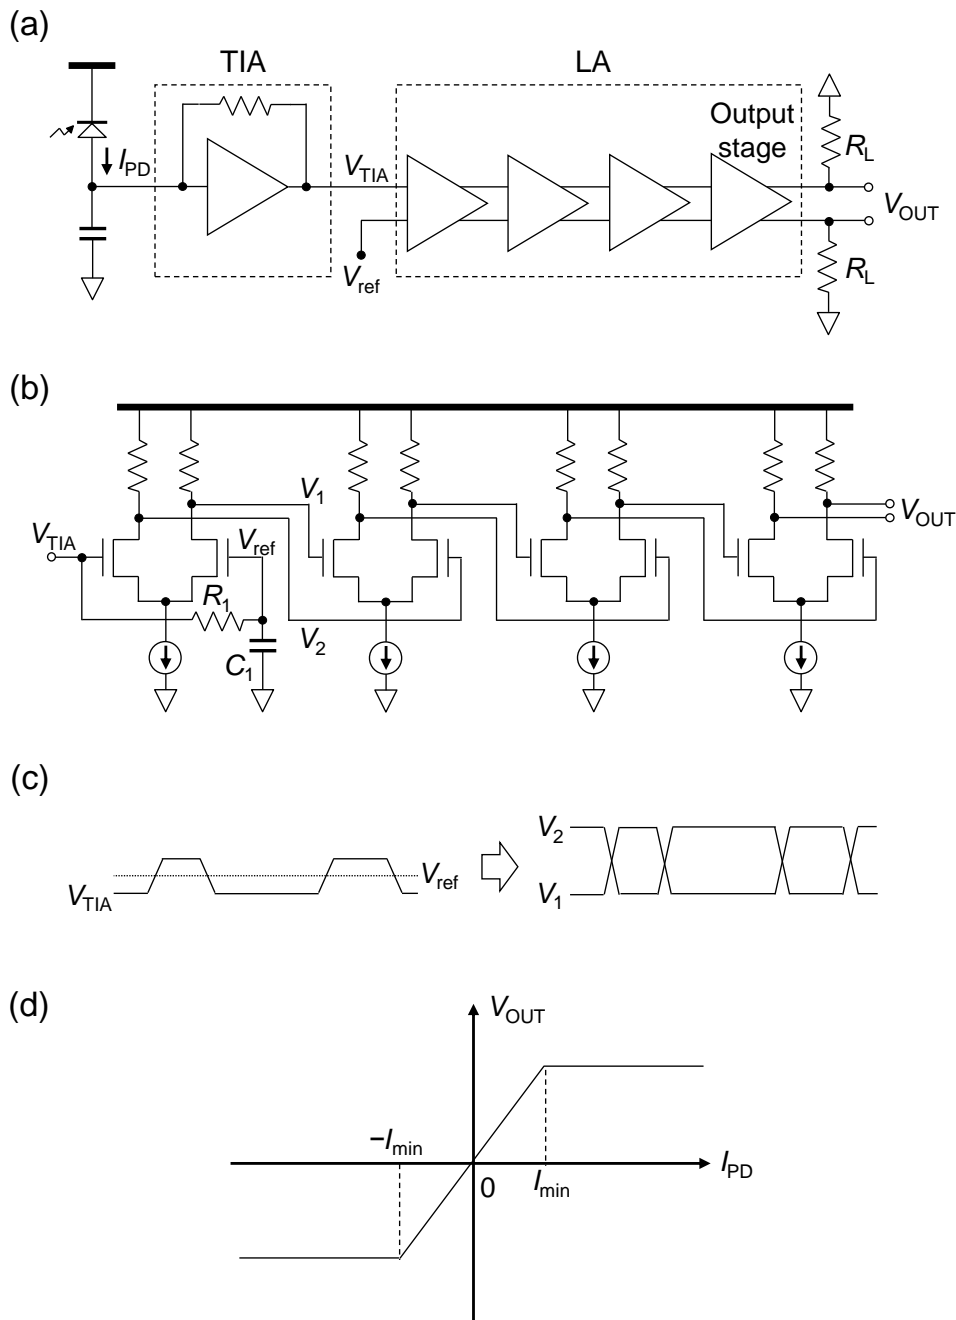 (a)
TIA
LA
Output
stage
I_PD
V_TIA
V_ref
R_L
V_OUT
R_L
(b)
V_1
V_OUT
V_TIA
V_ref
R_1
V_2
C_1
(c)
V_2
V_ref
V_TIA
V_1
(d)
V_OUT
−I_min
I_PD
0
I_min